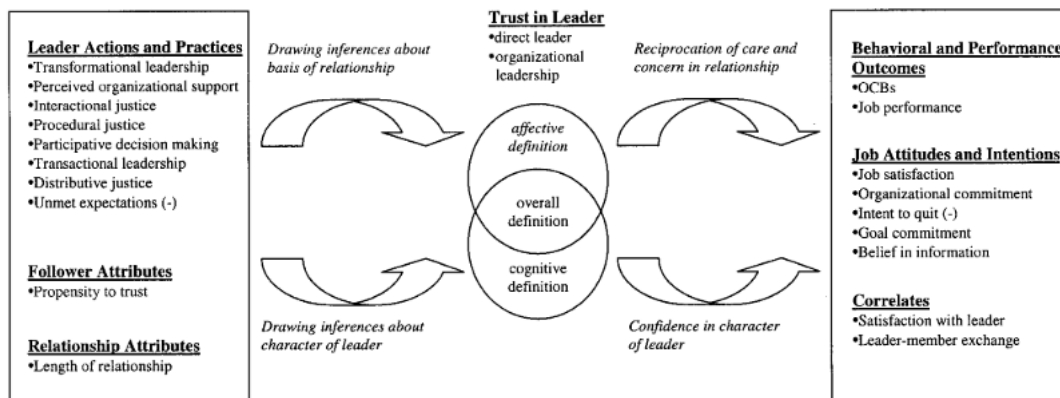 Leader Actions and Practices
•Transformational leadership
•Perceived organizational support
•Interactional justice
•Procedural justice
•Participative decision making
•Transactional leadership
•Distributive justice
•Unmet expectations (-)
Follower Attributes
•Propensity to trust
Relationship Attributes
•Length of relationship
Drawing inferences about
basis of relationship
Drawing inferences about
character of leader
Trust in Leader
•direct leader
•organizational
leadership
affective
definition
overall
definition
cognitive
definition
Reciprocation of care and
concern in relationship
Confidence in character
of leader
Behavioral and Performance
Outcomes
•OCBs
•Job performance
Job Attitudes and Intentions
•Job satisfaction
•Organizational commitment
•Intent to quit (-)
•Goal commitment
•Belief in information
Correlates
•Satisfaction with leader
•Leader-member exchange